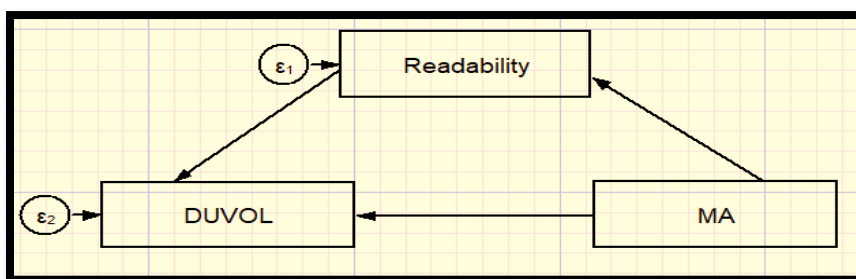 ε₁
Readability
ε₂
DUVOL
MA